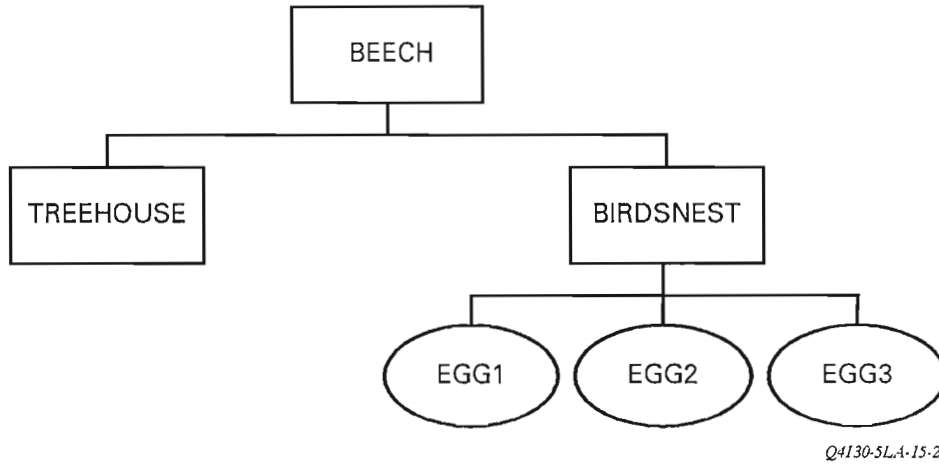 BEECH
TREEHOUSE BIRDSNEST
EGG1 EGG2 EGG3
Q4130-5LA-15-2